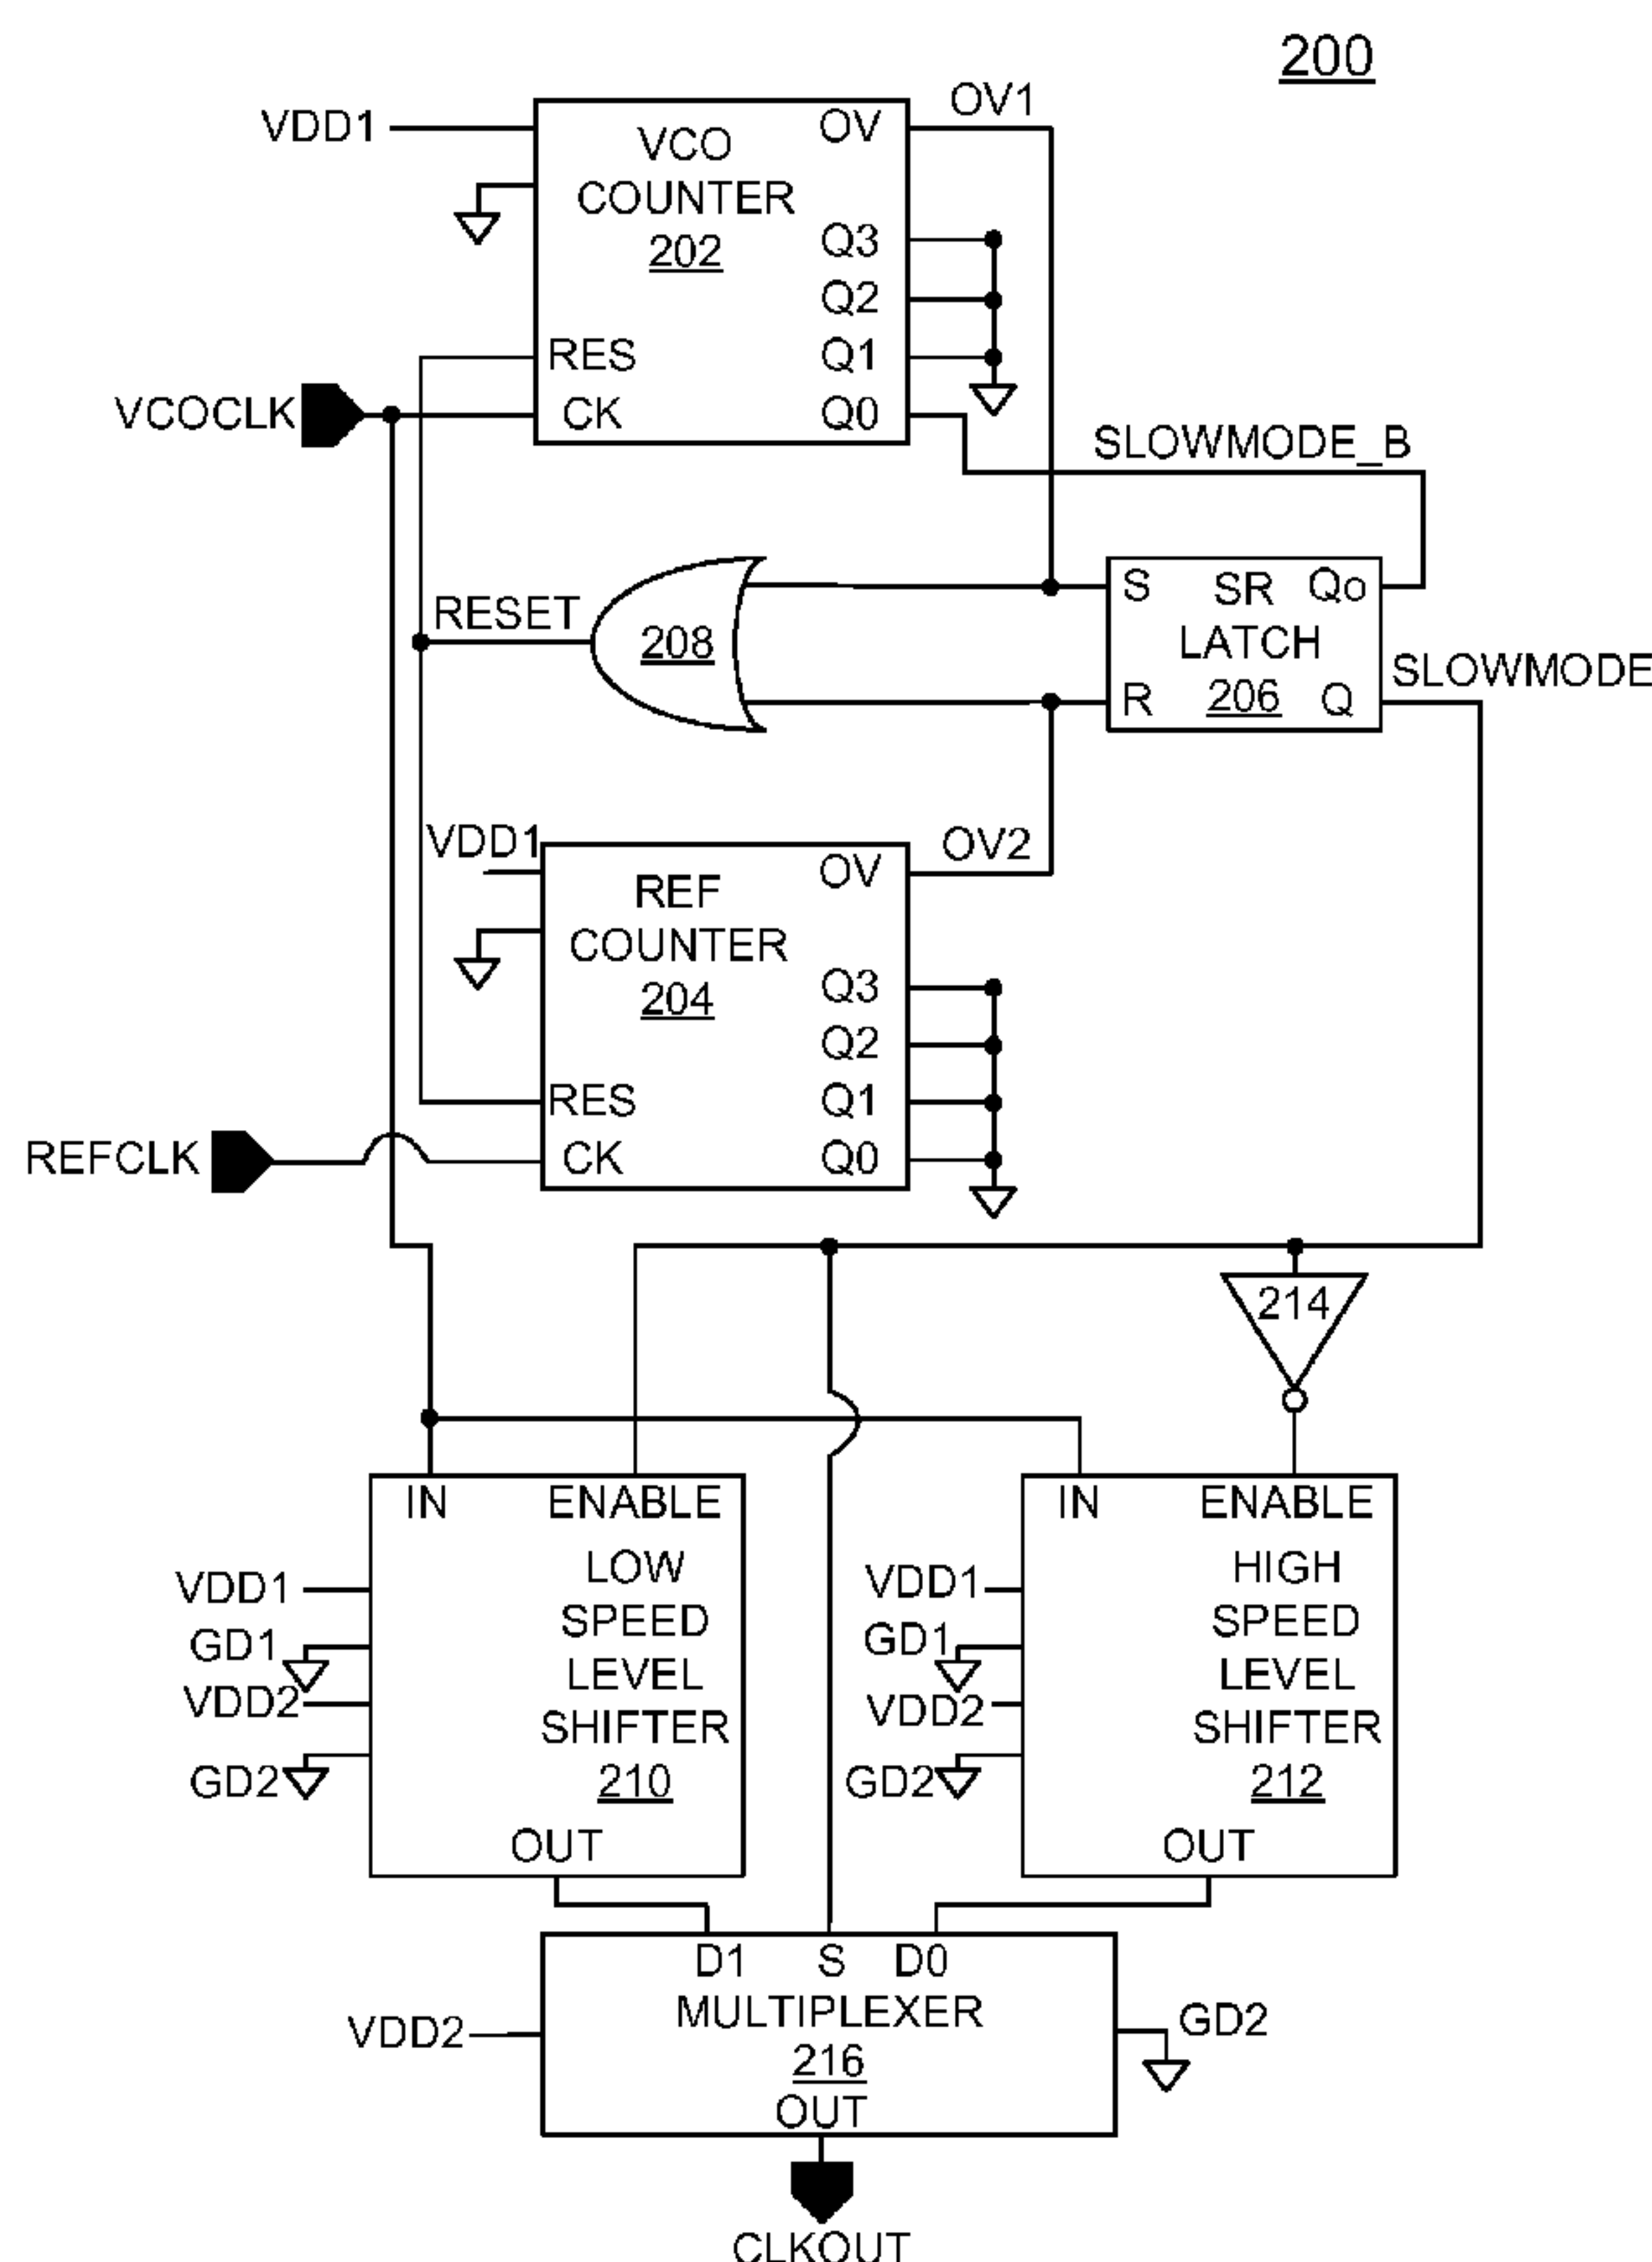 200
VDD1
VCO
COUNTER
202
OV
Q3
Q2
Q1
Q0
RES
CK
OV1
VCOCLK
SLOWMODE_B
RESET
208
S
SR
LATCH
206
R
Qo
Q
SLOWMODE
VDD1
REF
COUNTER
204
OV
Q3
Q2
Q1
Q0
RES
CK
OV2
REFCLK
214
IN
ENABLE
LOW
SPEED
LEVEL
SHIFTER
210
OUT
VDD1
GD1
VDD2
GD2
IN
ENABLE
HIGH
SPEED
LEVEL
SHIFTER
212
OUT
VDD1
GD1
VDD2
GD2
D1
S
D0
MULTIPLEXER
216
OUT
VDD2
GD2
CLKOUT